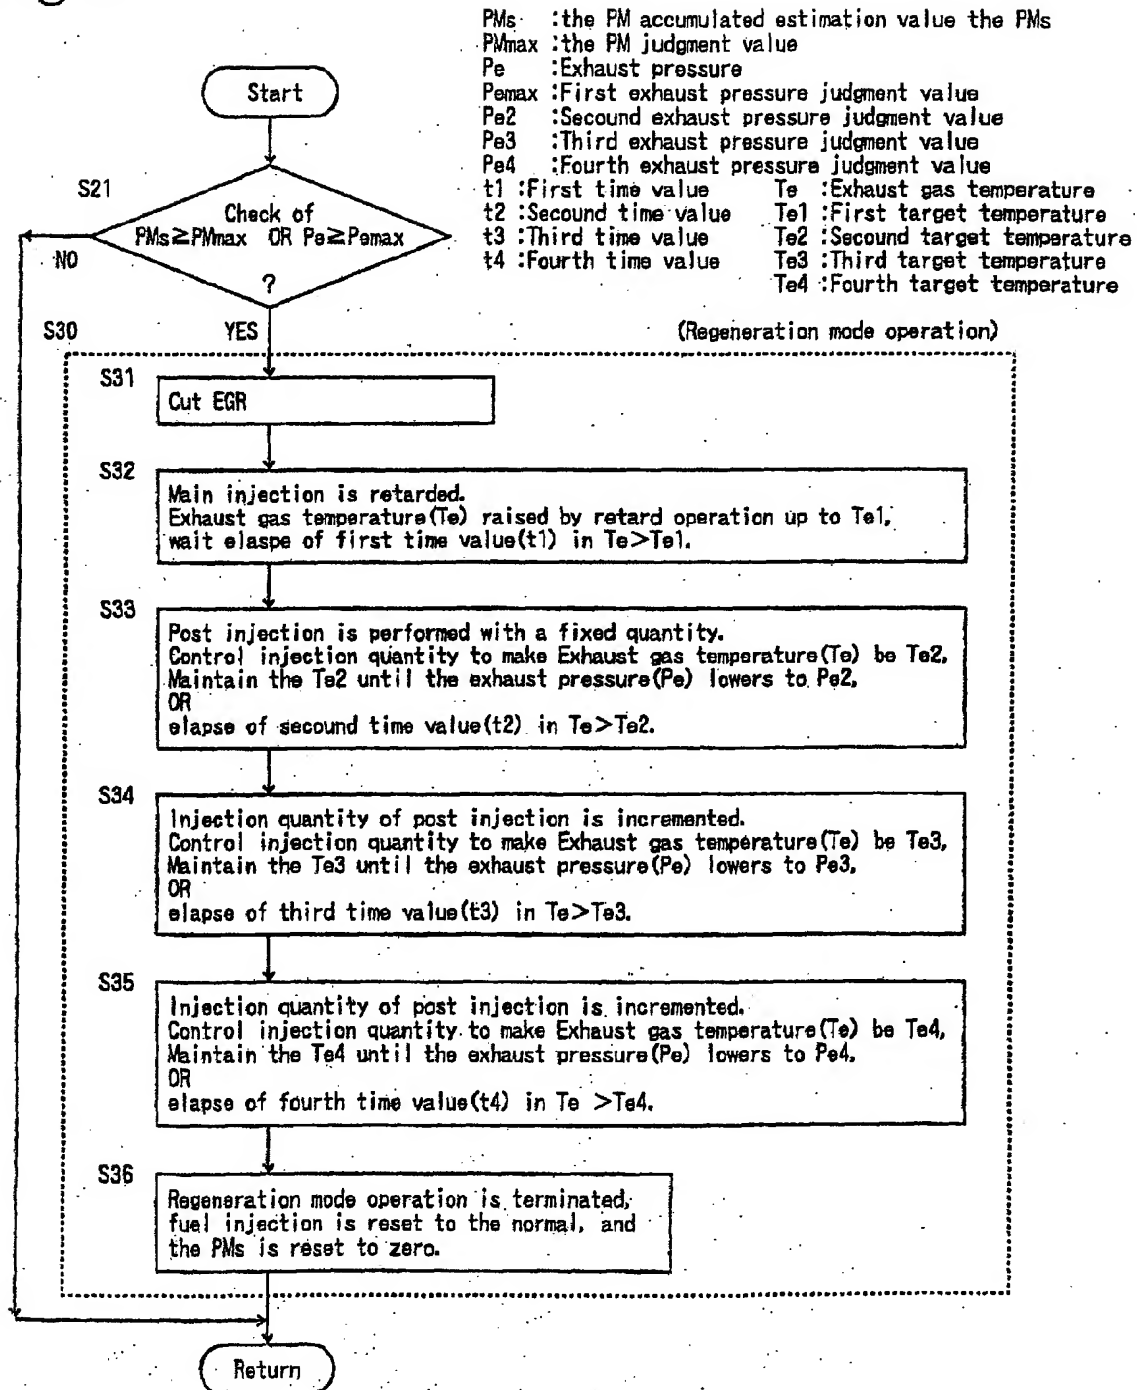 PMs :the PM accumulated estimation value the PMs
PMmax :the PM judgment value
Pe :Exhaust pressure
Pemax :First exhaust pressure judgment value
Pe2 :Secound exhaust pressure judgment value
Pe3 :Third exhaust pressure judgment value
Pe4 :Fourth exhaust pressure judgment value
t1 :First time value Te :Exhaust gas temperature
t2 :Secound time value Te1 :First target temperature
t3 :Third time value Te2 :Secound target temperature
t4 :Fourth time value Te3 :Third target temperature
Te4 :Fourth target temperature
Start
S21
Check of
PMs≧PMmax OR Pe≧Pemax
?
NO
YES
S30
(Regeneration mode operation)
S31
Cut EGR
S32
Main injection is retarded.
Exhaust gas temperature(Te) raised by retard operation up to Te1,
wait elaspe of first time value(t1) in Te>Te1.
S33
Post injection is performed with a fixed quantity.
Control injection quantity to make Exhaust gas temperature(Te) be Te2,
Maintain the Te2 until the exhaust pressure(Pe) lowers to Pe2,
OR
elapse of secound time value(t2) in Te>Te2.
S34
Injection quantity of post injection is incremented.
Control injection quantity to make Exhaust gas temperature(Te) be Te3,
Maintain the Te3 until the exhaust pressure(Pe) lowers to Pe3,
OR
elapse of third time value(t3) in Te>Te3.
S35
Injection quantity of post injection is incremented.
Control injection quantity to make Exhaust gas temperature(Te) be Te4,
Maintain the Te4 until the exhaust pressure(Pe) lowers to Pe4,
OR
elapse of fourth time value(t4) in Te >Te4.
S36
Regeneration mode operation is terminated,
fuel injection is reset to the normal, and
the PMs is reset to zero.
Return